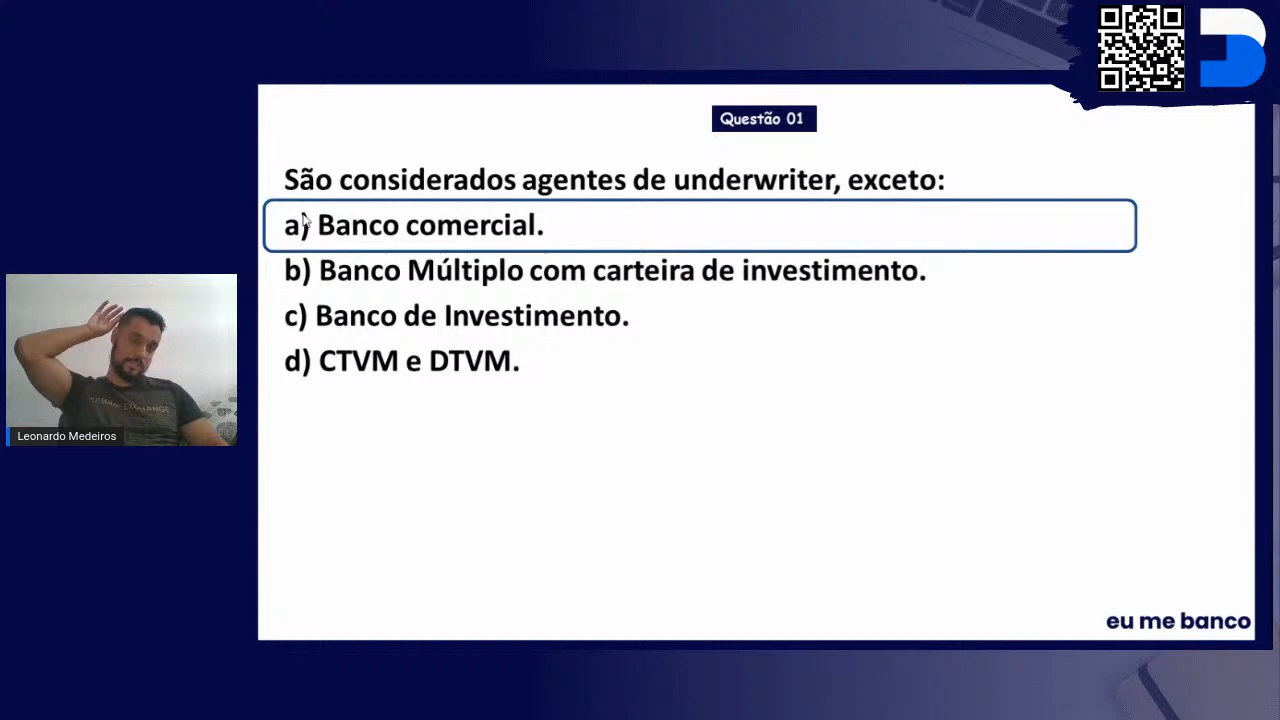 Questão 01
São considerados agentes de underwriter, exceto:
a) Banco comercial.
b) Banco Múltiplo com carteira de investimento.
c) Banco de Investimento.
d) CTVM e DTVM.
Leonardo Medeiros
eu me banco